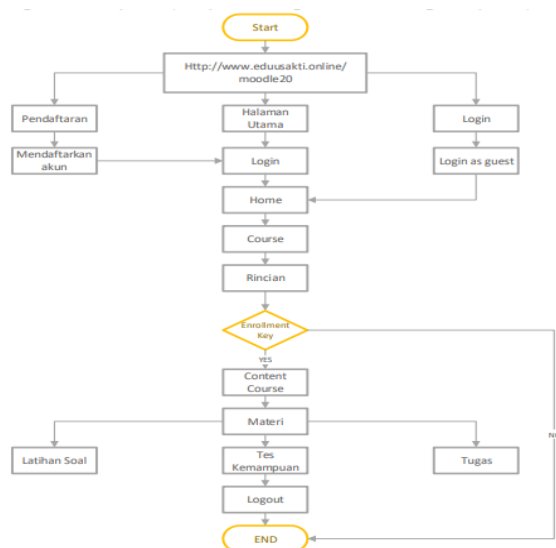 Start
Http://www.eduusakti.online/
moodle20
Pendaftaran
Halaman
Utama
Login
Mendaftarkan
akun
Login
Login as guest
Home
Course
Rincian
Enrollment
Key
YES
Content
Course
Materi
Latihan Soal
Tes
Kemampuan
Tugas
Logout
END